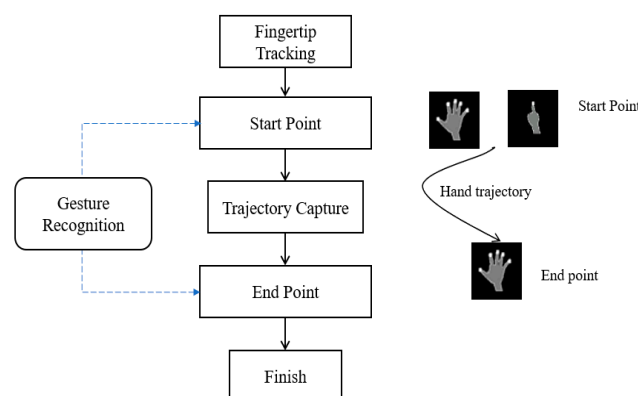 Fingertip
Tracking
Start Point
Start Point
Gesture
Recognition
Trajectory Capture
Hand trajectory
End Point
End point
Finish